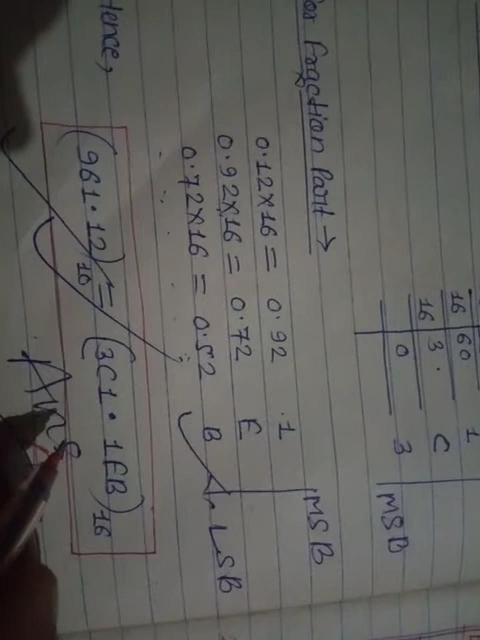 16 60 1
16 3. C
0 3 MSB
for fraction part →
0.12×16 = 0.92 .1 MSB
0.92×16 = 0.72 E
0.72×16 = 0.52 B LSB
Hence,
(961.12)16 = (3C1.1EB)16
Ans